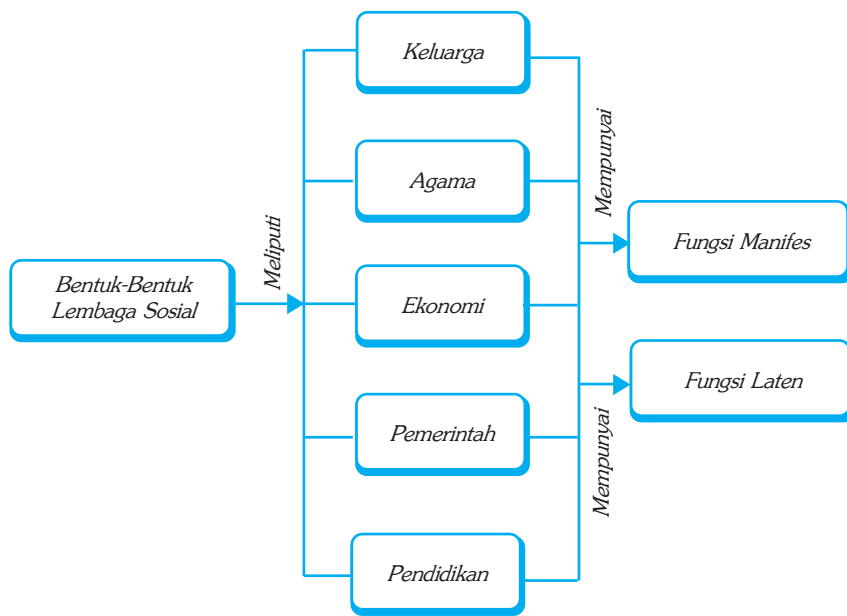 Bentuk-Bentuk
Lembaga Sosial
Meliputi
Keluarga
Agama
Ekonomi
Pemerintah
Pendidikan
Mempunyai
Fungsi Manifes
Mempunyai
Fungsi Laten